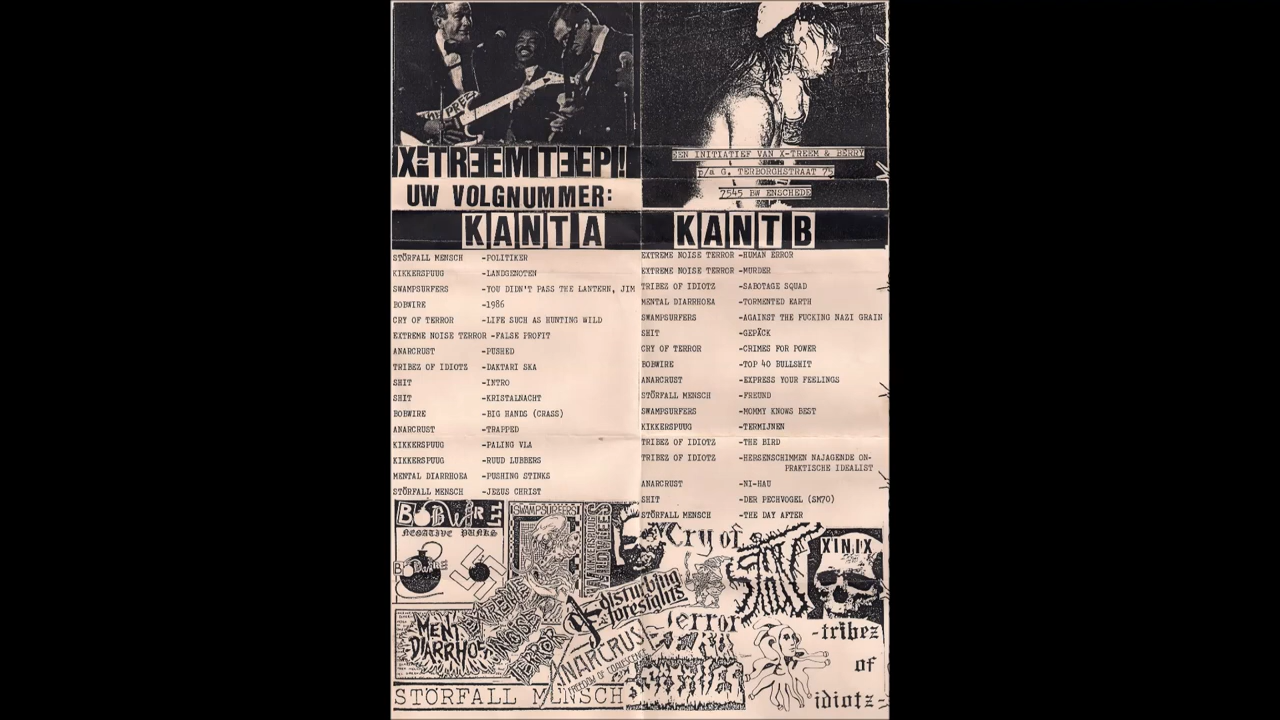 X-TREEMTEEP!
UW VOLGNUMMER:
EEN INITIATIEF VAN X-TREEM & BERRY
p/a G. TERBORGHSTRAAT 75
7545 BW ENSCHEDE
KANT A
STÖRFALL MENSCH -POLITIKER
KIKKERSPUUG -LANDGENOTEN
SWAMPSURFERS -YOU DIDN'T PASS THE LANTERN, JIM
BOBWIRE -1986
CRY OF TERROR -LIFE SUCH AS HUNTING WILD
EXTREME NOISE TERROR -FALSE PROFIT
ANARCRUST -PUSHED
TRIBEZ OF IDIOTZ -DAKTARI SKA
SHIT -INTRO
SHIT -KRISTALNACHT
BOBWIRE -BIG HANDS (CRASS)
ANARCRUST -TRAPPED
KIKKERSPUUG -PALING VLA
KIKKERSPUUG -RUUD LUBBERS
MENTAL DIARRHOEA -PUSHING STINKS
STÖRFALL MENSCH -JEZUS CHRIST
KANT B
EXTREME NOISE TERROR -HUMAN ERROR
EXTREME NOISE TERROR -MURDER
TRIBEZ OF IDIOTZ -SABOTAGE SQUAD
MENTAL DIARRHOEA -TORMENTED EARTH
SWAMPSURFERS -AGAINST THE FUCKING NAZI GRAIN
SHIT -GEPÄCK
CRY OF TERROR -CHIMES FOR POWER
BOBWIRE -TOP 40 BULLSHIT
ANARCRUST -EXPRESS YOUR FEELINGS
STÖRFALL MENSCH -FREUND
SWAMPSURFERS -MOMMY KNOWS BEST
KIKKERSPUUG -TERMIJNEN
TRIBEZ OF IDIOTZ -THE BIRD
TRIBEZ OF IDIOTZ -HERSENSCHIMMEN NAJAGENDE ON-
PRAKTISCHE IDEALIST
ANARCRUST -NI-HAU
SHIT -DER PECHVOGEL (SM70)
STÖRFALL MENSCH -THE DAY AFTER
BOBWIRE
NEGATIVE PUNKS
BOBWIRE
SWAMPSURFERS
KIKKERSPUUG
Cry of
Terror
XINIX
disturbing
foresights
MENTAL
DIARRHOEA
EXTREME
NOISE
TERROR
ANARCRUST
-tribez
of
idiotz-
STÖRFALL MENSCH